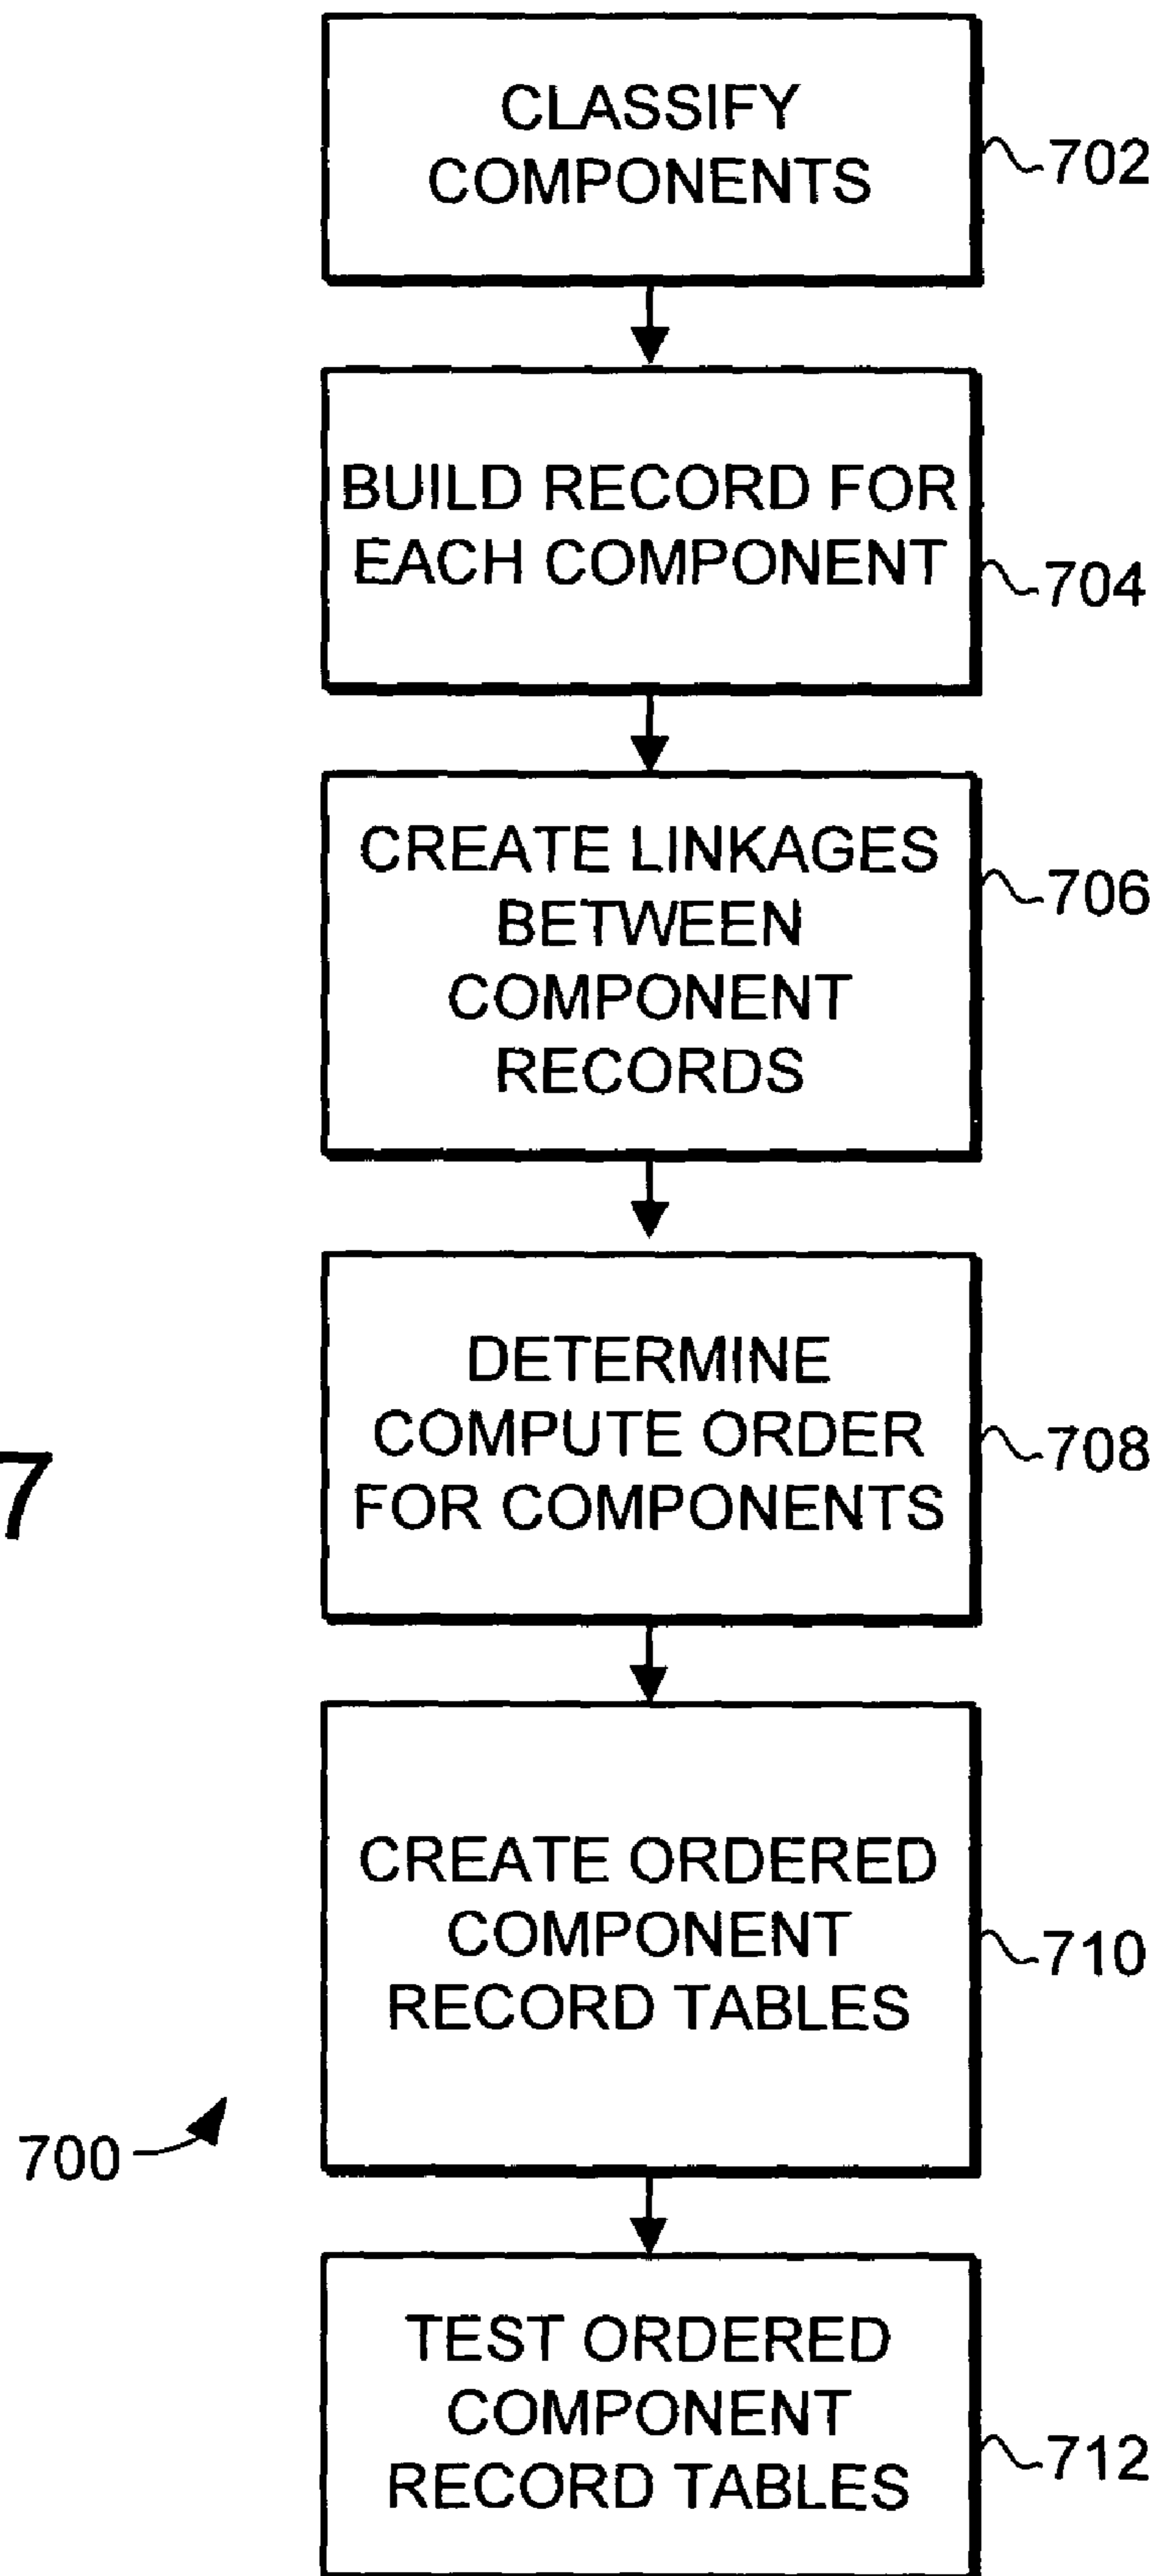 CLASSIFY
COMPONENTS
702
BUILD RECORD FOR
EACH COMPONENT
704
CREATE LINKAGES
BETWEEN
COMPONENT
RECORDS
706
DETERMINE
COMPUTE ORDER
FOR COMPONENTS
708
7
CREATE ORDERED
COMPONENT
RECORD TABLES
710
700
TEST ORDERED
COMPONENT
RECORD TABLES
712